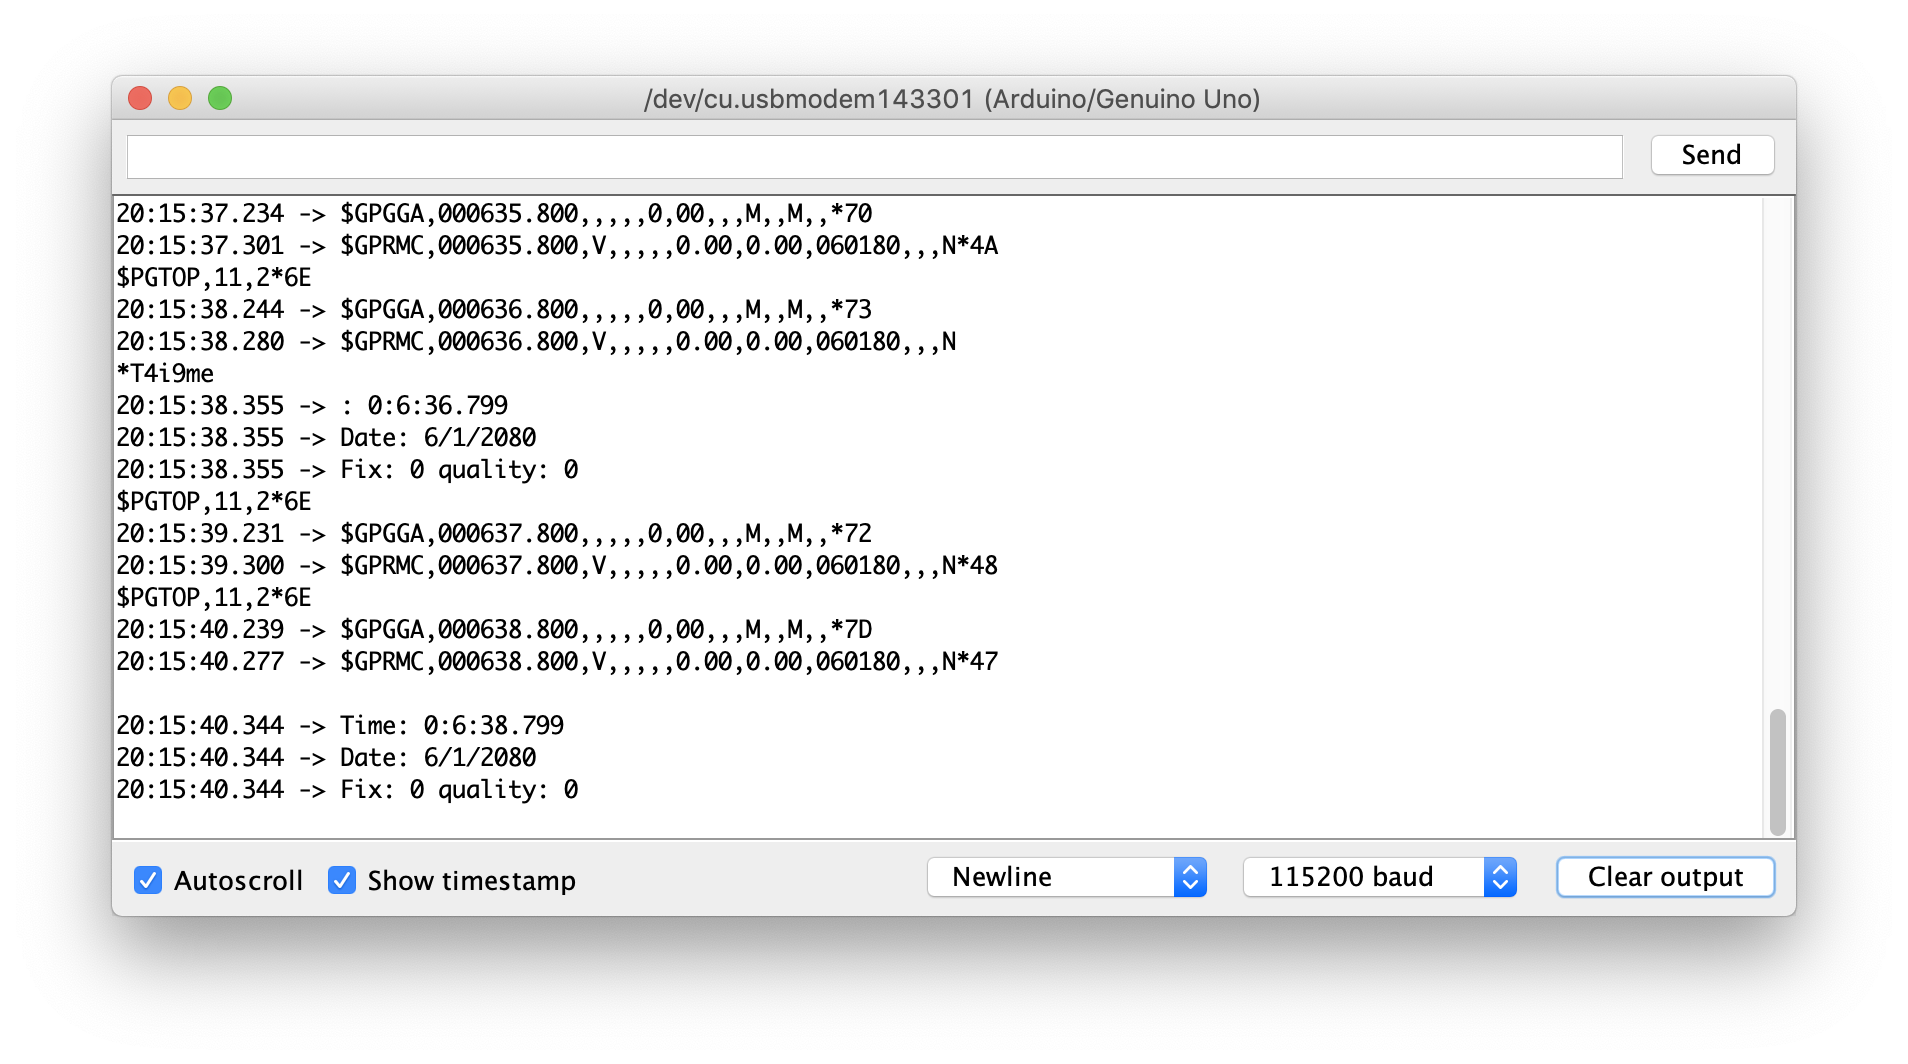 /dev/cu.usbmodem143301 (Arduino/Genuino Uno)
Send
20:15:37.234 -> $GPGGA,000635.800,,,,,0,00,,,M,,M,,*70
20:15:37.301 -> $GPRMC,000635.800,V,,,,,0.00,0.00,060180,,,N*4A
$PGTOP,11,2*6E
20:15:38.244 -> $GPGGA,000636.800,,,,,0,00,,,M,,M,,*73
20:15:38.280 -> $GPRMC,000636.800,V,,,,,0.00,0.00,060180,,,N
*T4i9me
20:15:38.355 -> : 0:6:36.799
20:15:38.355 -> Date: 6/1/2080
20:15:38.355 -> Fix: 0 quality: 0
$PGTOP,11,2*6E
20:15:39.231 -> $GPGGA,000637.800,,,,,0,00,,,M,,M,,*72
20:15:39.300 -> $GPRMC,000637.800,V,,,,,0.00,0.00,060180,,,N*48
$PGTOP,11,2*6E
20:15:40.239 -> $GPGGA,000638.800,,,,,0,00,,,M,,M,,*7D
20:15:40.277 -> $GPRMC,000638.800,V,,,,,0.00,0.00,060180,,,N*47
20:15:40.344 -> Time: 0:6:38.799
20:15:40.344 -> Date: 6/1/2080
20:15:40.344 -> Fix: 0 quality: 0
Autoscroll Show timestamp Newline 115200 baud Clear output